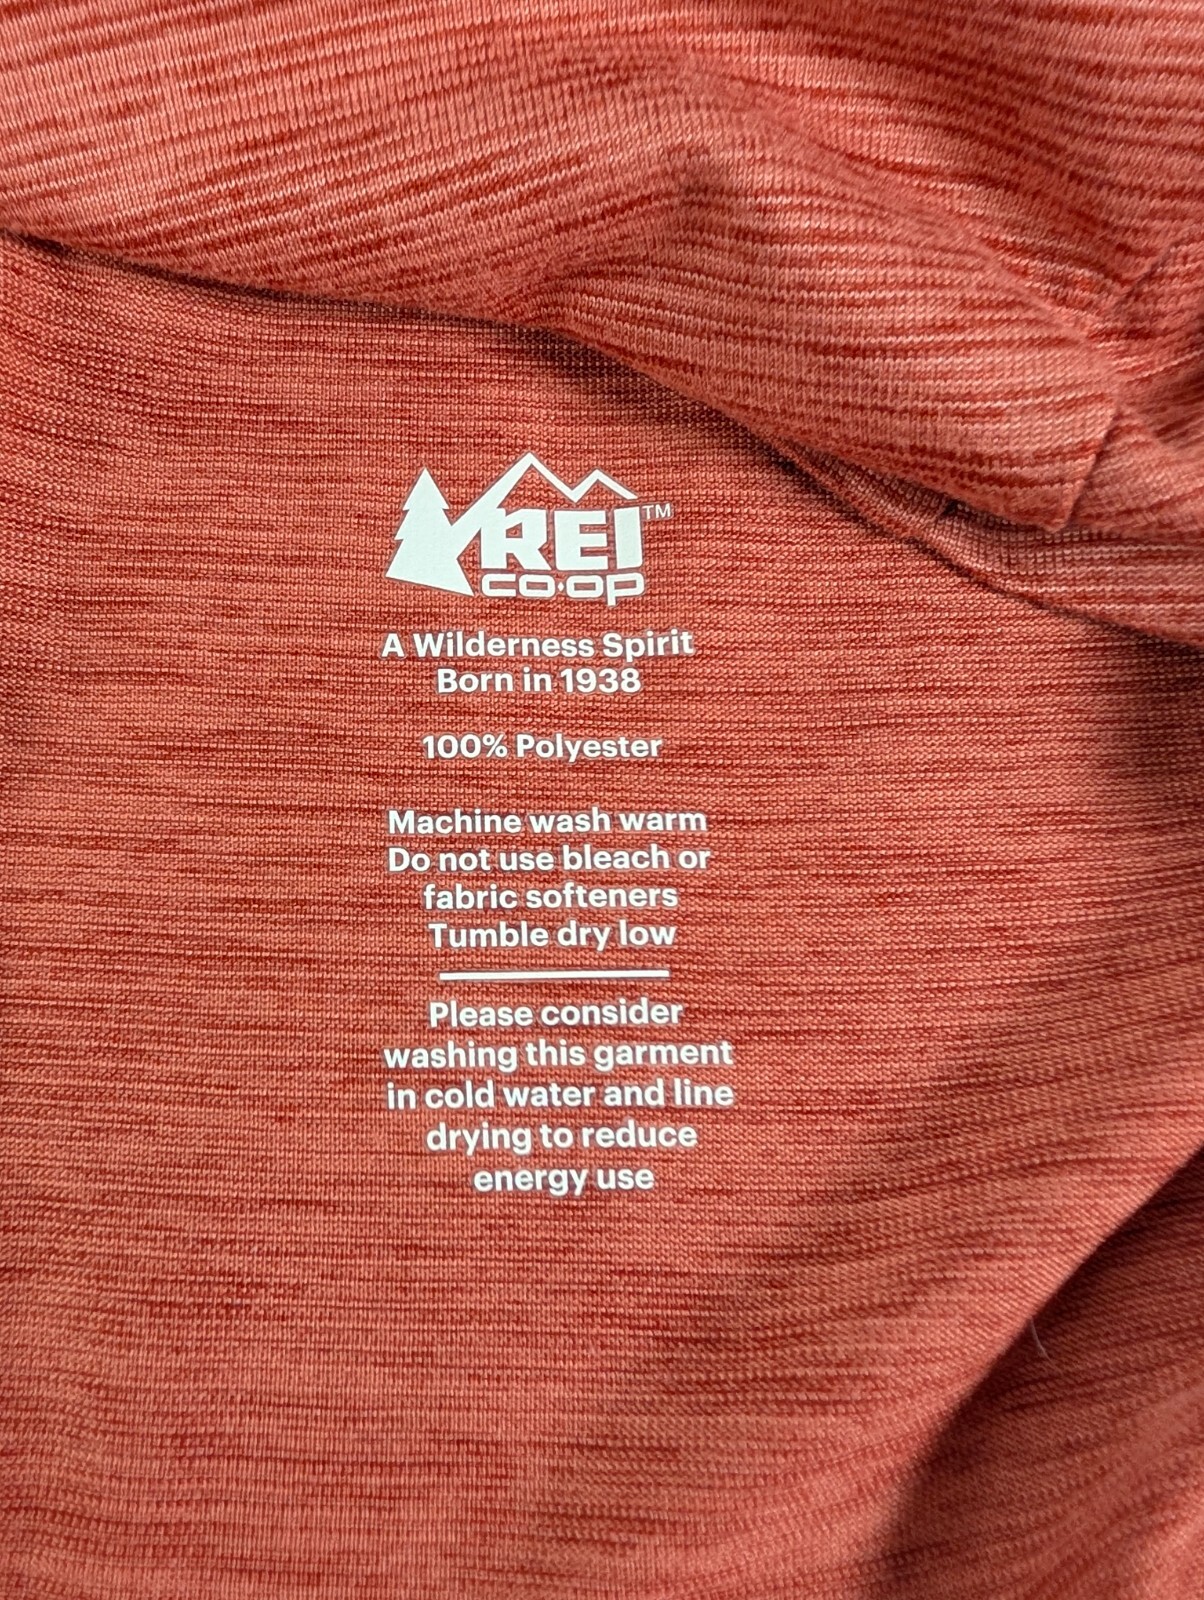 REI™
co·op
A Wilderness Spirit
Born in 1938
100% Polyester
Machine wash warm
Do not use bleach or
fabric softeners
Tumble dry low
Please consider
washing this garment
in cold water and line
drying to reduce
energy use